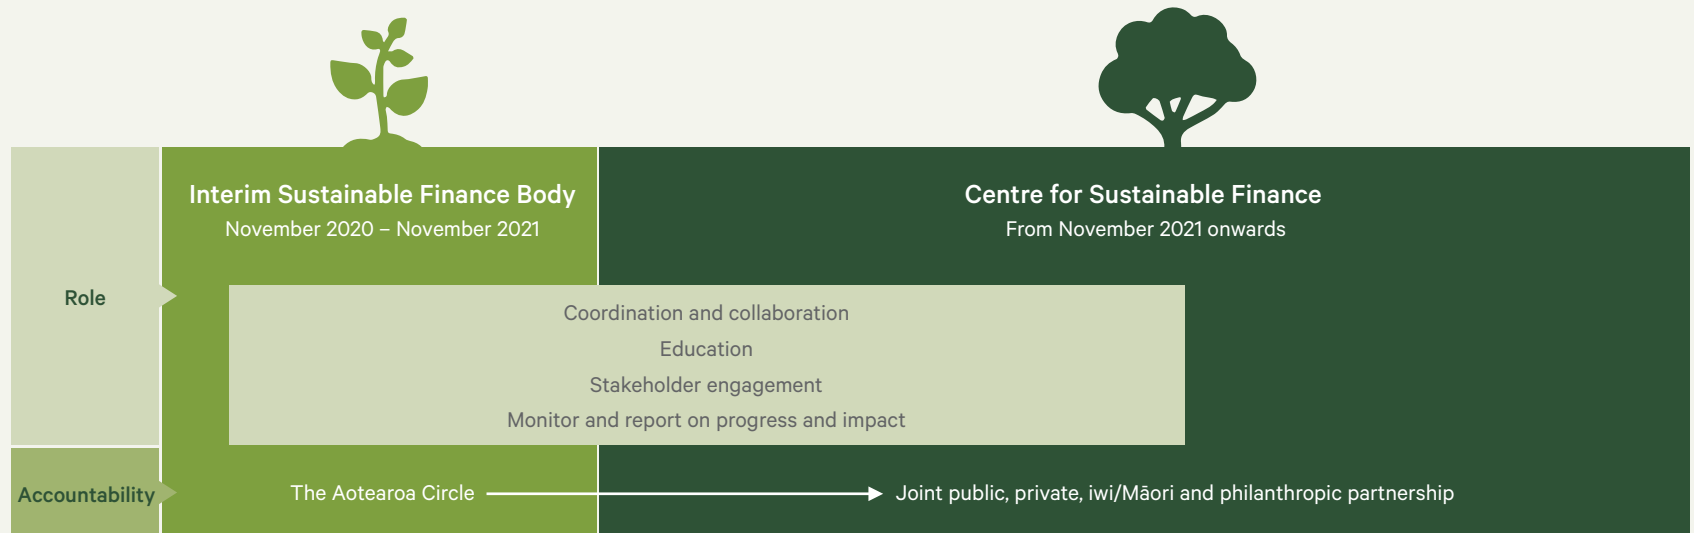 Interim Sustainable Finance Body
November 2020 – November 2021
Centre for Sustainable Finance
From November 2021 onwards
Role
Coordination and collaboration
Education
Stakeholder engagement
Monitor and report on progress and impact
Accountability
The Aotearoa Circle
Joint public, private, iwi/Māori and philanthropic partnership